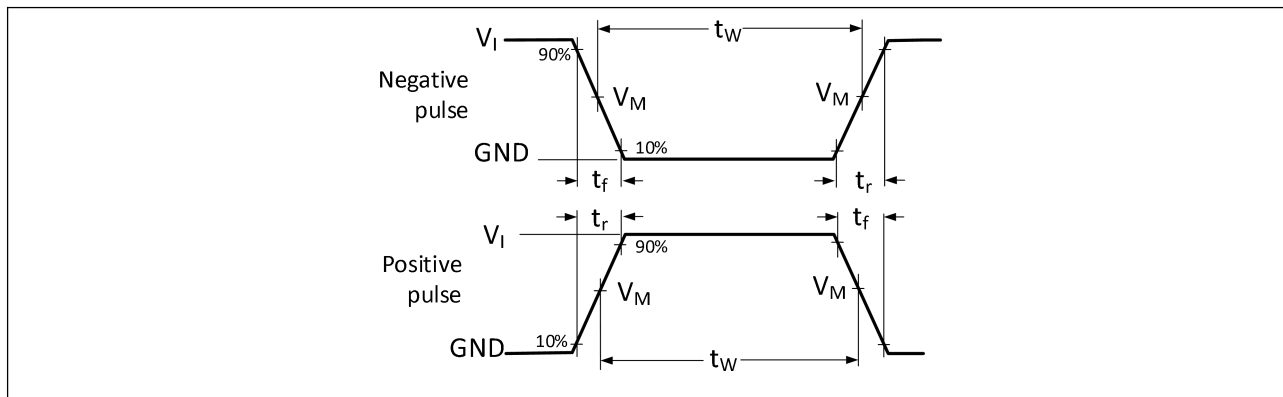 V_I
t_W
90%
Negative
pulse
V_M
V_M
GND
10%
t_f
t_r
t_r
t_f
V_I
90%
Positive
pulse
V_M
V_M
10%
GND
t_W